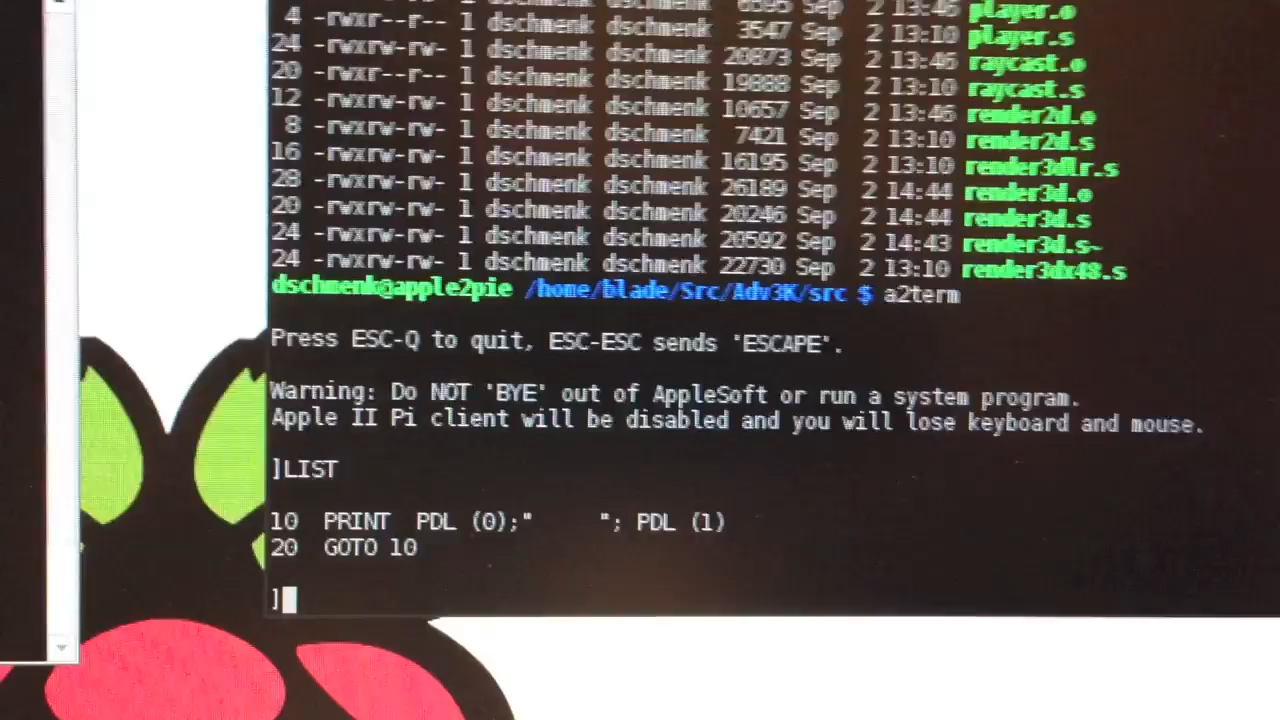 dschmenk dschmenk 6595 Sep 2 13:46 player.o
4 -rwxr--r-- 1 dschmenk dschmenk 3547 Sep 2 13:10 player.s
24 -rwxrw-rw- 1 dschmenk dschmenk 20873 Sep 2 13:46 raycast.o
20 -rwxr--r-- 1 dschmenk dschmenk 19888 Sep 2 13:10 raycast.s
12 -rwxrw-rw- 1 dschmenk dschmenk 10657 Sep 2 13:46 render2d.o
8 -rwxrw-rw- 1 dschmenk dschmenk 7421 Sep 2 13:10 render2d.s
16 -rwxrw-rw- 1 dschmenk dschmenk 16195 Sep 2 13:10 render3dlr.s
28 -rwxrw-rw- 1 dschmenk dschmenk 26189 Sep 2 14:44 render3d.o
20 -rwxrw-rw- 1 dschmenk dschmenk 20246 Sep 2 14:44 render3d.s
24 -rwxrw-rw- 1 dschmenk dschmenk 20592 Sep 2 14:43 render3d.s~
24 -rwxrw-rw- 1 dschmenk dschmenk 22730 Sep 2 13:10 render3dx48.s
dschmenk@apple2pie /home/blade/Src/Adv3K/src $ a2term
Press ESC-Q to quit, ESC-ESC sends 'ESCAPE'.
Warning: Do NOT 'BYE' out of AppleSoft or run a system program.
Apple II Pi client will be disabled and you will lose keyboard and mouse.
]LIST
10 PRINT PDL (0);" "; PDL (1)
20 GOTO 10
]